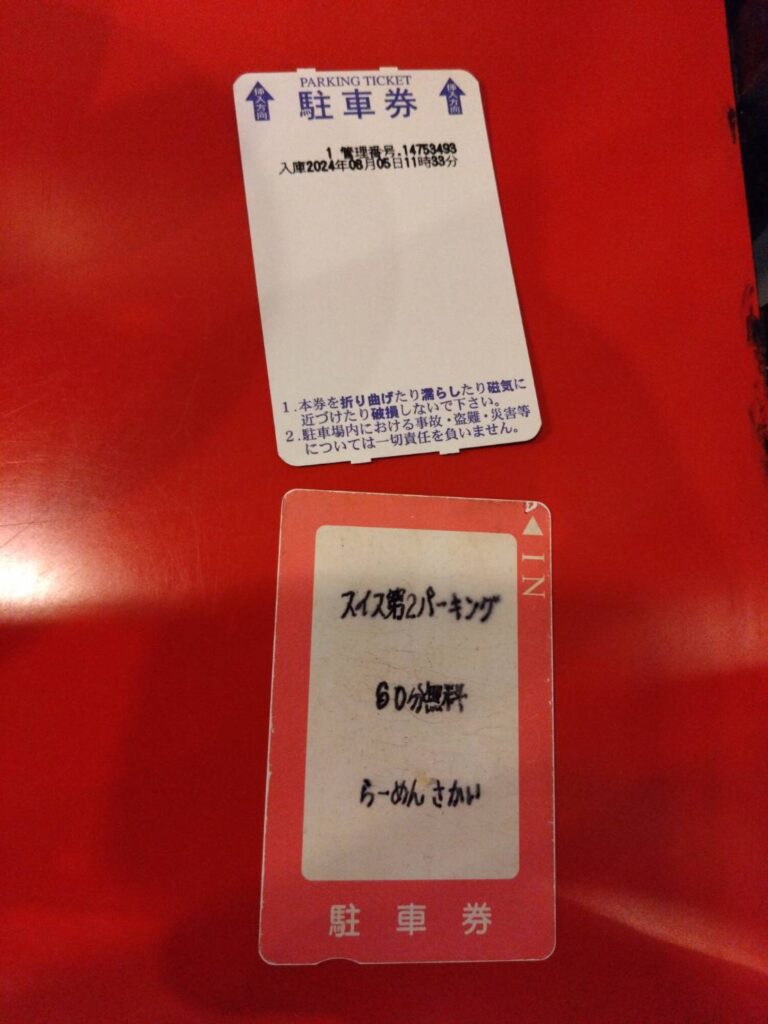 PARKING TICKET
駐車券
挿入方向
挿入方向
1 管理番号.14753493
入庫2024年08月05日11時33分
1.本券を折り曲げたり濡らしたり磁気に
近づけたり破損しないで下さい。
2.駐車場内における事故・盗難・災害等
については一切責任を負いません。
◀IN
スイス第2パーキング
60分無料
らーめん さかい
駐車券